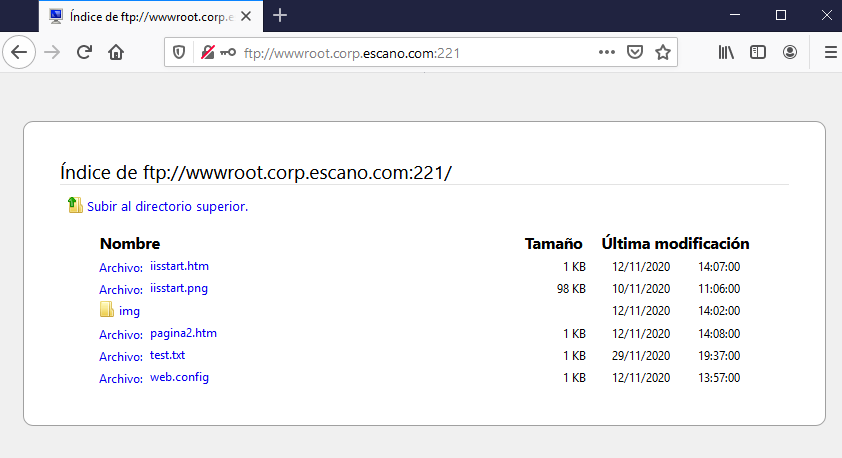 Índice de ftp://wwwroot.corp.e
ftp://wwwroot.corp.escano.com:221
Índice de ftp://wwwroot.corp.escano.com:221/
Subir al directorio superior.
Nombre Tamaño Última modificación
Archivo: iisstart.htm 1 KB 12/11/2020 14:07:00
Archivo: iisstart.png 98 KB 10/11/2020 11:06:00
img 12/11/2020 14:02:00
Archivo: pagina2.htm 1 KB 12/11/2020 14:08:00
Archivo: test.txt 1 KB 29/11/2020 19:37:00
Archivo: web.config 1 KB 12/11/2020 13:57:00